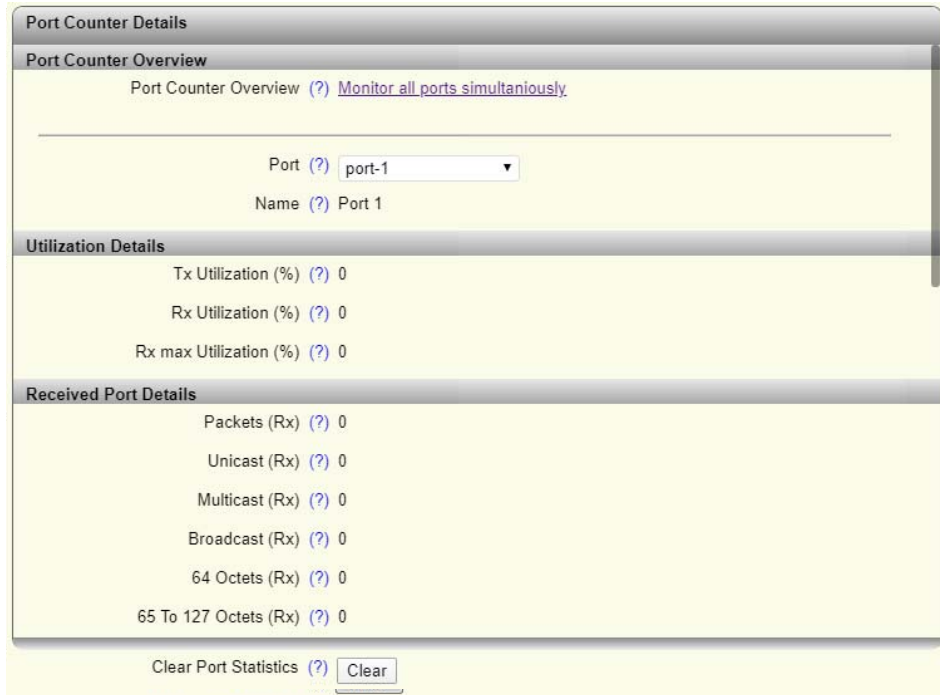 Port Counter Details
Port Counter Overview
Port Counter Overview (?) Monitor all ports simultaniously
Port (?) port-1
Name (?) Port 1
Utilization Details
Tx Utilization (%) (?) 0
Rx Utilization (%) (?) 0
Rx max Utilization (%) (?) 0
Received Port Details
Packets (Rx) (?) 0
Unicast (Rx) (?) 0
Multicast (Rx) (?) 0
Broadcast (Rx) (?) 0
64 Octets (Rx) (?) 0
65 To 127 Octets (Rx) (?) 0
Clear Port Statistics (?) Clear